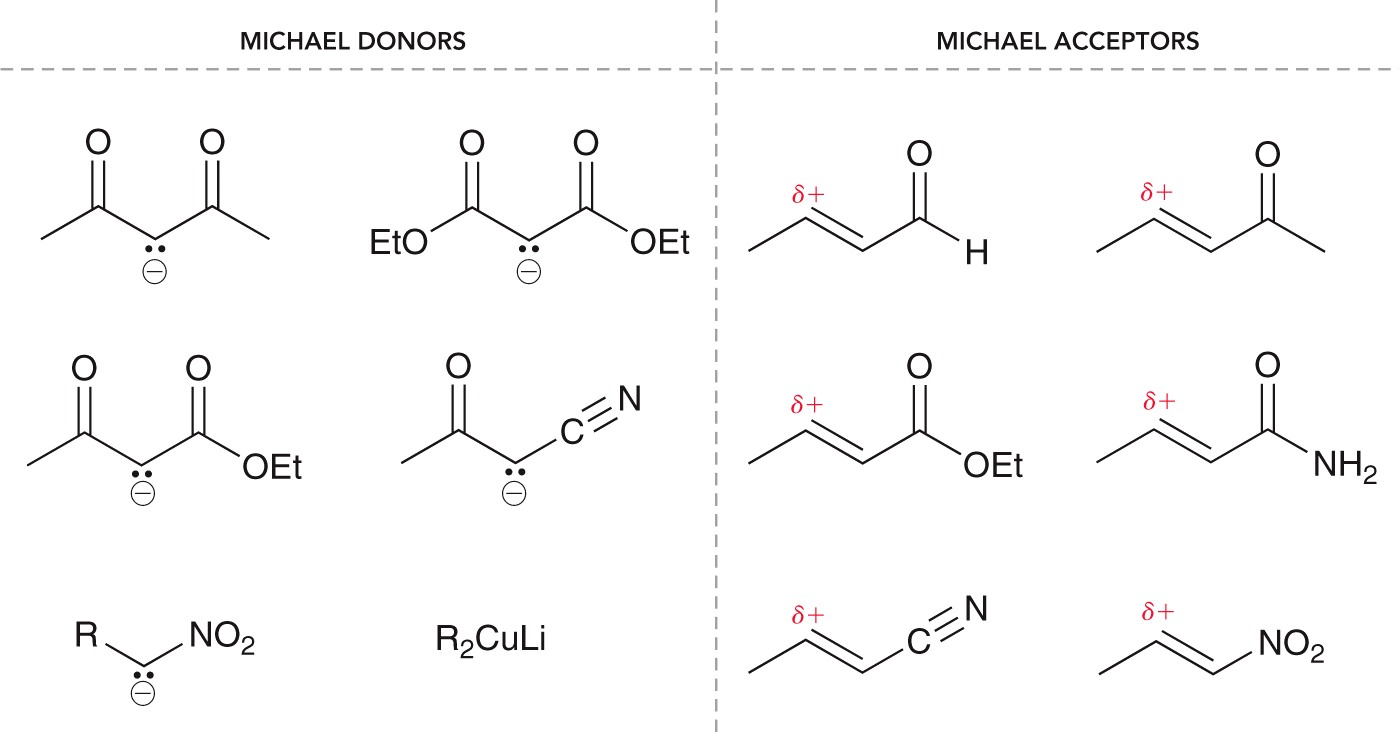 MICHAEL DONORS
MICHAEL ACCEPTORS
O O
⊖
O O
EtO OEt
⊖
δ+ O
H
δ+ O
O O
OEt
⊖
O
C N
⊖
δ+ O
OEt
δ+ O
NH₂
R NO₂
⊖
R₂CuLi
δ+
C N
δ+
NO₂